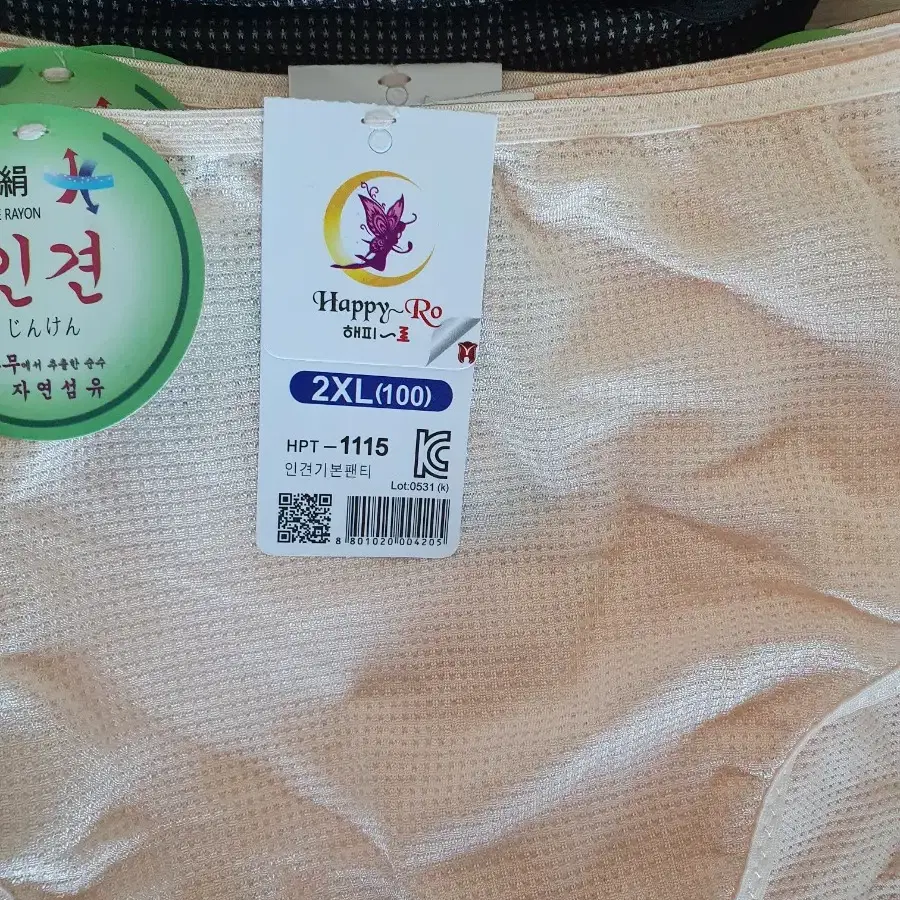 絹
RAYON
인견
じんけん
무에서 추출한 순수
자연섬유
Happy~Ro
해피~로
2XL(100)
HPT-1115
인견기본팬티
Lot:0531 (k)
8 801020 004205